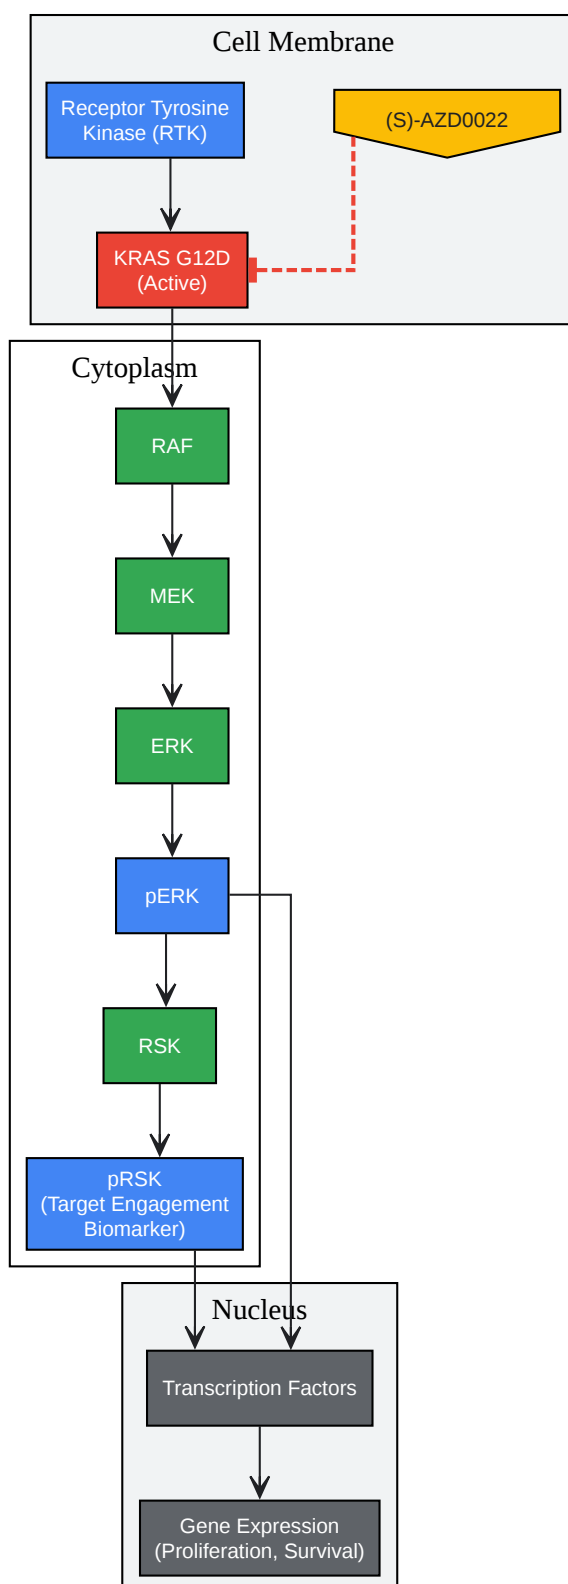 Cell Membrane
Receptor Tyrosine
Kinase (RTK)
(S)-AZD0022
KRAS G12D
(Active)
Cytoplasm
RAF
MEK
ERK
pERK
RSK
pRSK
(Target Engagement
Biomarker)
Nucleus
Transcription Factors
Gene Expression
(Proliferation, Survival)